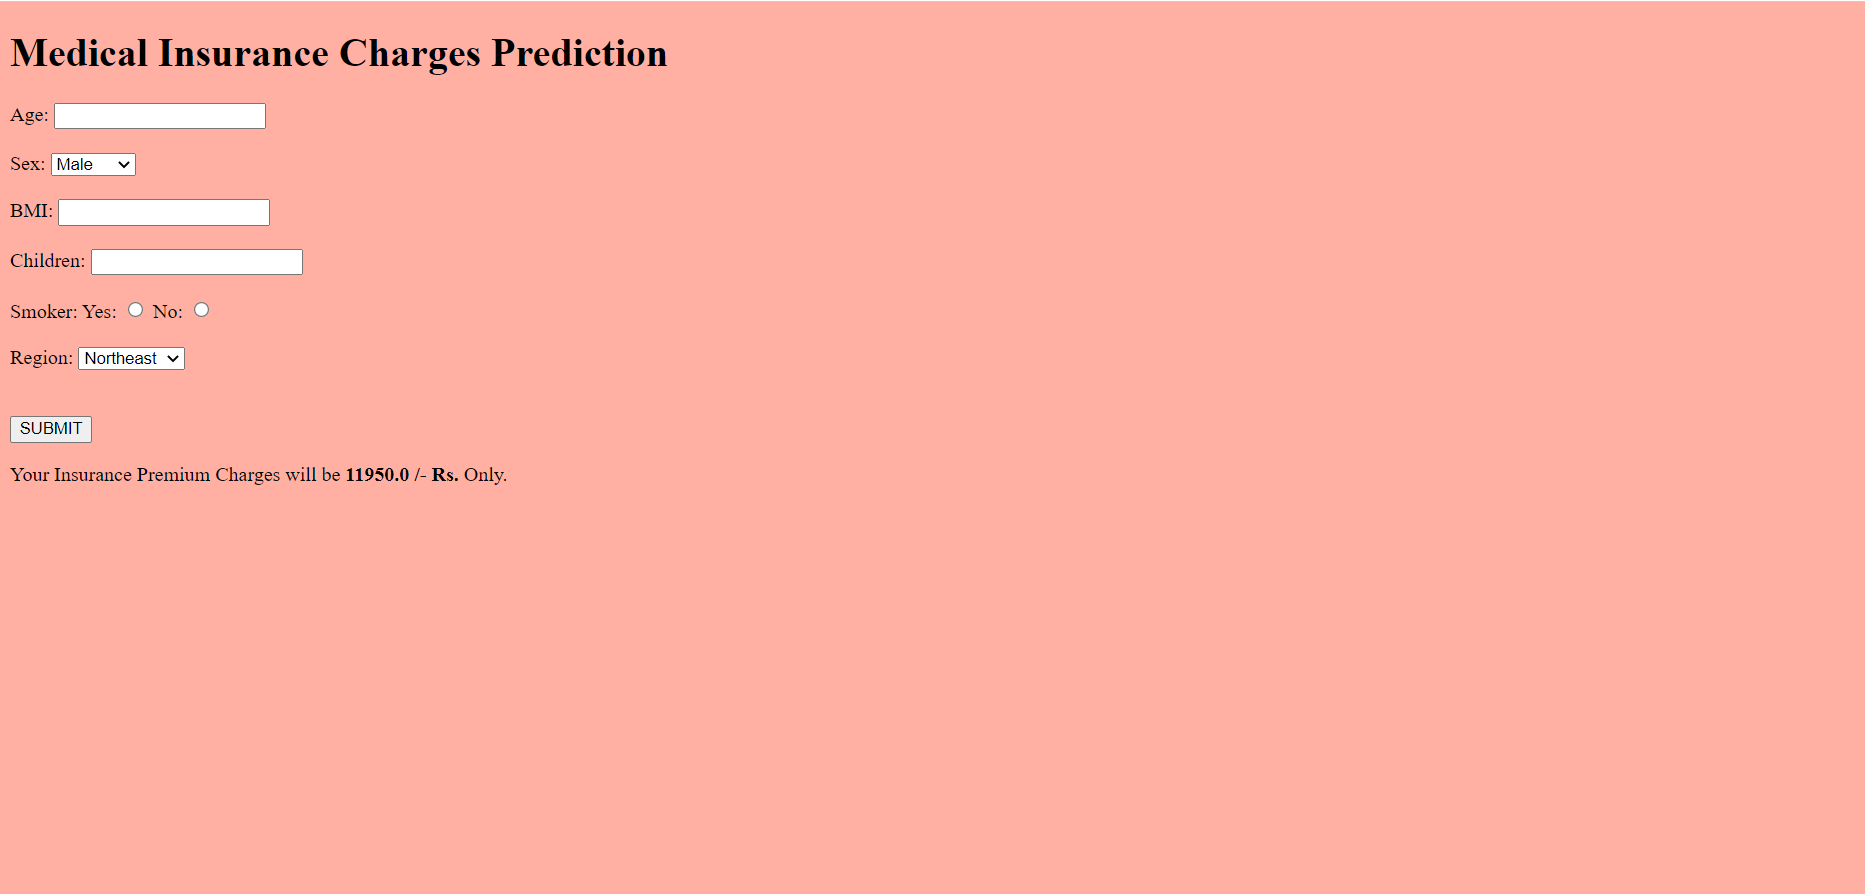 Medical Insurance Charges Prediction
Age:
Sex: Male
BMI:
Children:
Smoker: Yes: No:
Region: Northeast
SUBMIT
Your Insurance Premium Charges will be 11950.0 /- Rs. Only.